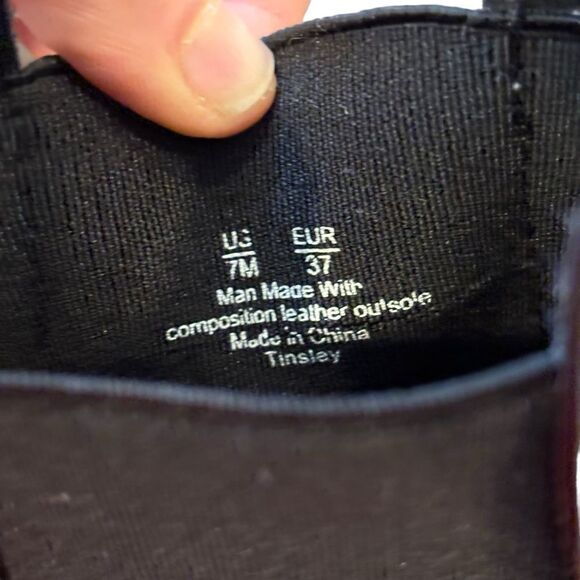 US EUR
7M 37
Man Made With
composition leather outsole
Made in China
Tinsley